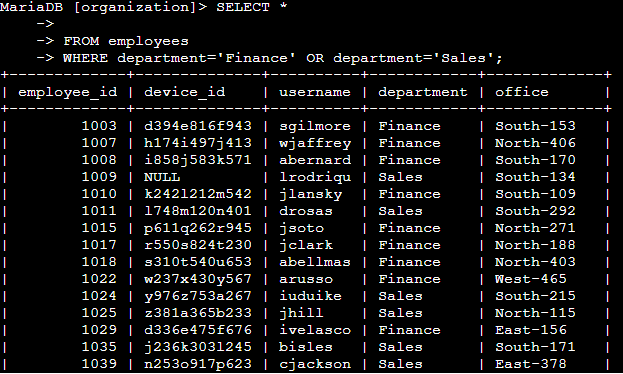 MariaDB [organization]> SELECT *
    ->
    -> FROM employees
    -> WHERE department='Finance' OR department='Sales';
+-------------+--------------+----------+------------+-------------+
| employee_id | device_id    | username | department | office      |
+-------------+--------------+----------+------------+-------------+
|        1003 | d394e816f943 | sgilmore | Finance    | South-153   |
|        1007 | h174i497j413 | wjaffrey | Finance    | North-406   |
|        1008 | i858j583k571 | abernard | Finance    | South-170   |
|        1009 | NULL         | lrodriqu | Sales      | South-134   |
|        1010 | k242l212m542 | jlansky  | Finance    | South-109   |
|        1011 | l748m120n401 | drosas   | Sales      | South-292   |
|        1015 | p611q262r945 | jsoto    | Finance    | North-271   |
|        1017 | r550s824t230 | jclark   | Finance    | North-188   |
|        1018 | s310t540u653 | abellmas | Finance    | North-403   |
|        1022 | w237x430y567 | arusso   | Finance    | West-465    |
|        1024 | y976z753a267 | iuduike  | Sales      | South-215   |
|        1025 | z381a365b233 | jhill    | Sales      | North-115   |
|        1029 | d336e475f676 | ivelasco | Finance    | East-156    |
|        1035 | j236k303l245 | bisles   | Sales      | South-171   |
|        1039 | n253o917p623 | cjackson | Sales      | East-378    |